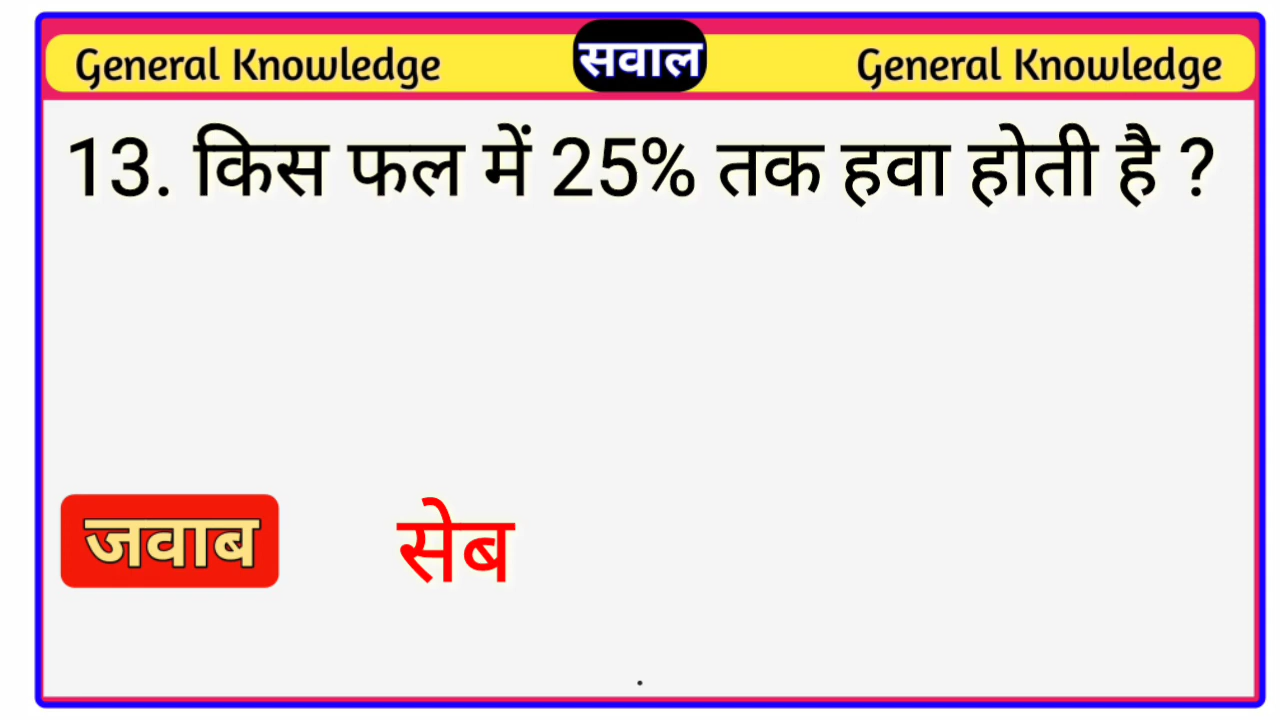 General Knowledge सवाल General Knowledge
13. किस फल में 25% तक हवा होती है ?
जवाब सेब
.